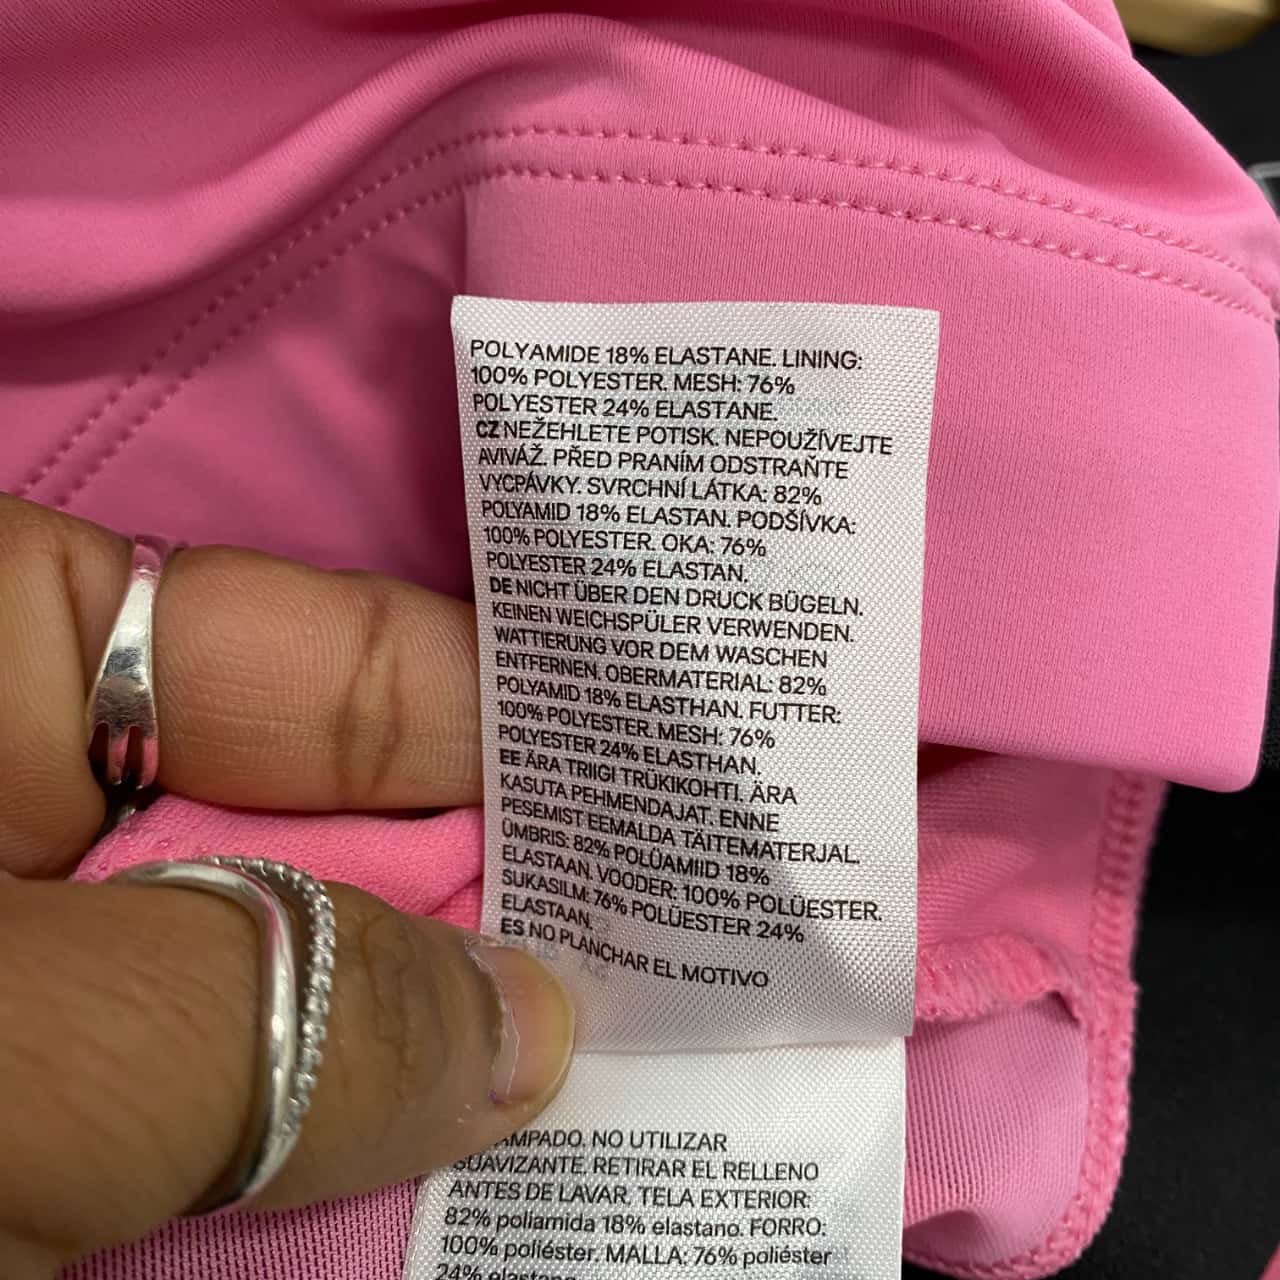 POLYAMIDE 18% ELASTANE. LINING:
100% POLYESTER. MESH: 76%
POLYESTER 24% ELASTANE.
CZ NEŽEHLETE POTISK. NEPOUŽÍVEJTE
AVIVÁŽ. PŘED PRANÍM ODSTRAŇTE
VYCPÁVKY. SVRCHNÍ LÁTKA: 82%
POLYAMID 18% ELASTAN. PODŠÍVKA:
100% POLYESTER. OKA: 76%
POLYESTER 24% ELASTAN.
DE NICHT ÜBER DEN DRUCK BÜGELN.
KEINEN WEICHSPÜLER VERWENDEN.
WATTIERUNG VOR DEM WASCHEN
ENTFERNEN. OBERMATERIAL: 82%
POLYAMID 18% ELASTHAN. FUTTER:
100% POLYESTER. MESH: 76%
POLYESTER 24% ELASTHAN.
EE ÄRA TRIIGI TRÜKIKOHTI. ÄRA
KASUTA PEHMENDAJAT. ENNE
PESEMIST EEMALDA TÄITEMATERJAL.
ÜMBRIS: 82% POLÜAMIID 18%
ELASTAAN. VOODER: 100% POLÜESTER.
SUKASILM: 76% POLÜESTER 24%
ELASTAAN.
ES NO PLANCHAR EL MOTIVO
NO UTILIZAR
SUAVIZANTE. RETIRAR EL RELLENO
ANTES DE LAVAR. TELA EXTERIOR:
82% poliamida 18% elastano. FORRO:
100% poliéster. MALLA: 76% poliéster
24% elastano